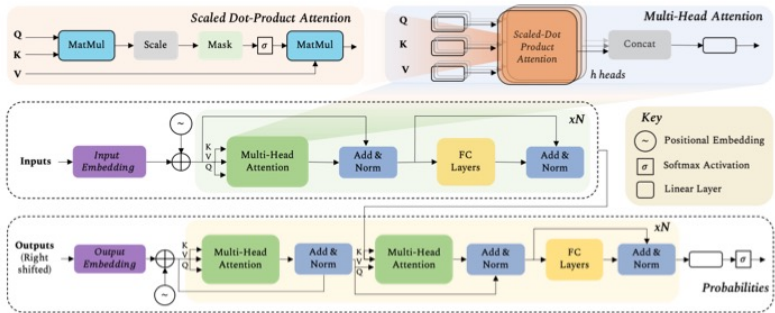 Scaled Dot-Product Attention
Q
K
V
MatMul
Scale
Mask
σ
MatMul
Multi-Head Attention
Q
K
V
Scaled-Dot
Product
Attention
h heads
Concat
Inputs
Input
Embedding
~
K
V
Q
Multi-Head
Attention
Add &
Norm
FC
Layers
Add &
Norm
xN
Key
~ Positional Embedding
σ Softmax Activation
Linear Layer
Outputs
(Right
shifted)
Output
Embedding
~
K
V
Q
Multi-Head
Attention
Add &
Norm
K
V
Q
Multi-Head
Attention
Add &
Norm
FC
Layers
Add &
Norm
xN
σ
Probabilities